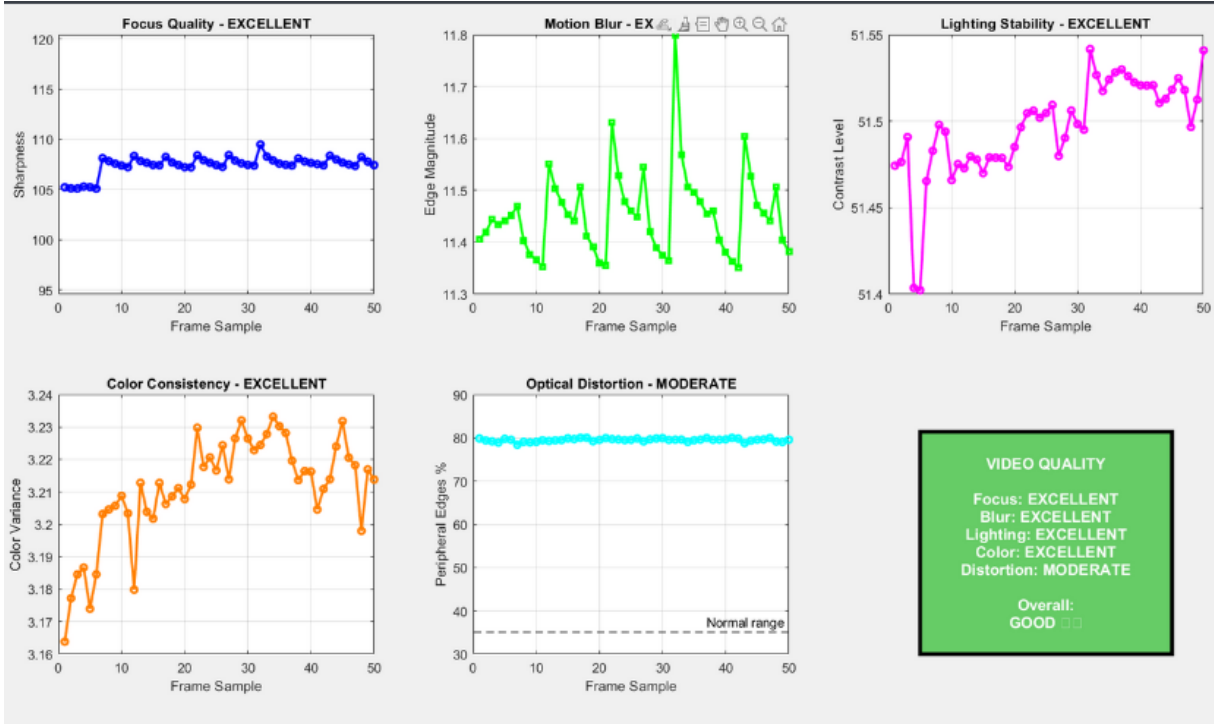 Focus Quality - EXCELLENT
120
115
110
105
100
95
Sharpness
0 10 20 30 40 50
Frame Sample
Motion Blur - EX
11.8
11.7
11.6
11.5
11.4
11.3
Edge Magnitude
0 10 20 30 40 50
Frame Sample
Lighting Stability - EXCELLENT
51.55
51.5
51.45
51.4
Contrast Level
0 10 20 30 40 50
Frame Sample
Color Consistency - EXCELLENT
3.24
3.23
3.22
3.21
3.2
3.19
3.18
3.17
3.16
Color Variance
0 10 20 30 40 50
Frame Sample
Optical Distortion - MODERATE
90
80
70
60
50
40
30
Peripheral Edges %
Normal range
0 10 20 30 40 50
Frame Sample
VIDEO QUALITY
Focus: EXCELLENT
Blur: EXCELLENT
Lighting: EXCELLENT
Color: EXCELLENT
Distortion: MODERATE
Overall:
GOOD □□